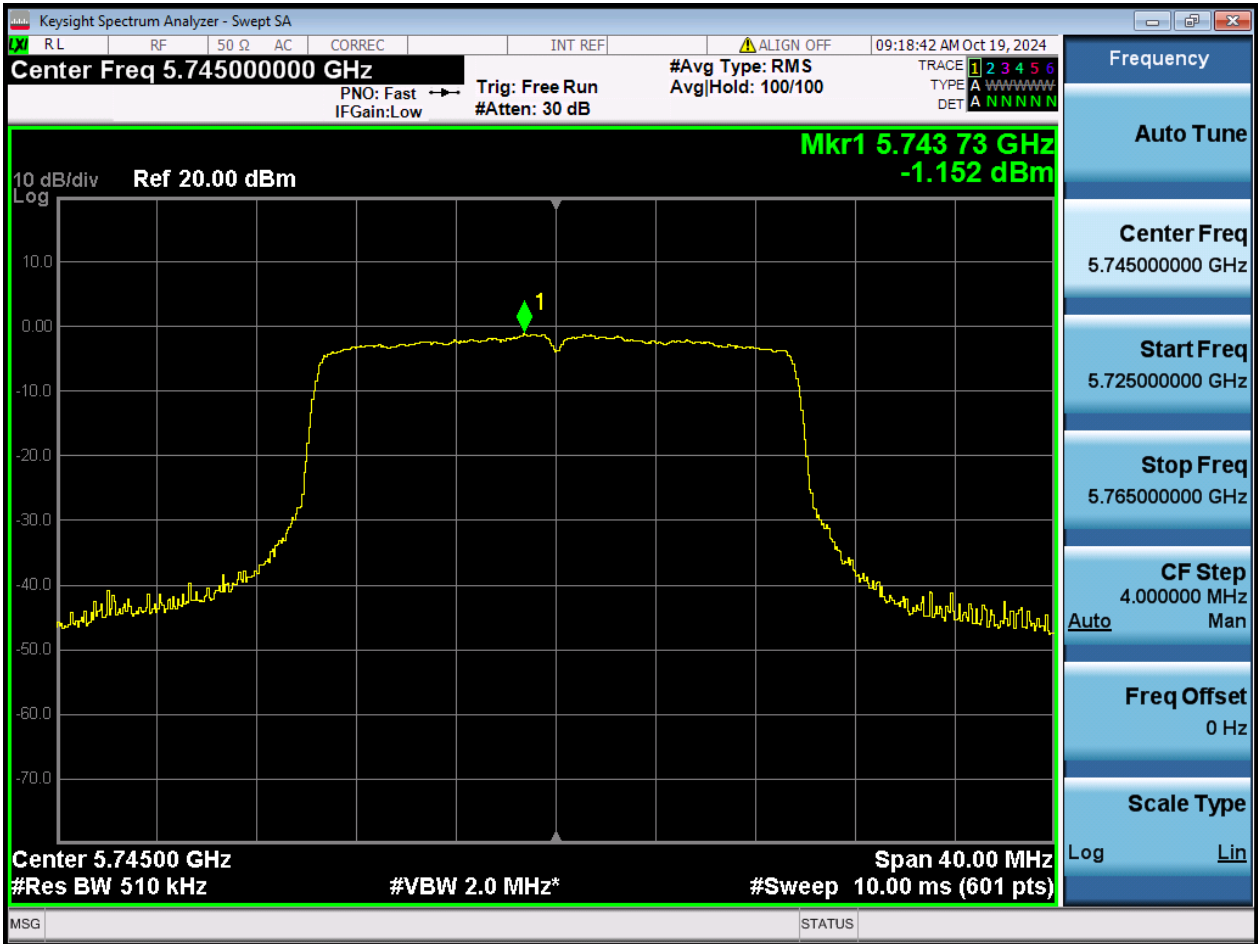 Keysight Spectrum Analyzer - Swept SA
LXI RL RF 50 Ω AC CORREC INT REF ALIGN OFF 09:18:42 AM Oct 19, 2024
Center Freq 5.745000000 GHz
PNO: Fast
IFGain:Low
Trig: Free Run
#Atten: 30 dB
#Avg Type: RMS
Avg|Hold: 100/100
TRACE 1 2 3 4 5 6
TYPE A WWWWW
DET A N N N N N
Mkr1 5.743 73 GHz
-1.152 dBm
10 dB/div Ref 20.00 dBm
Log
10.0
1
0.00
-10.0
-20.0
-30.0
-40.0
-50.0
-60.0
-70.0
Center 5.74500 GHz Span 40.00 MHz
#Res BW 510 kHz #VBW 2.0 MHz* #Sweep 10.00 ms (601 pts)
MSG STATUS
Frequency
Auto Tune
Center Freq
5.745000000 GHz
Start Freq
5.725000000 GHz
Stop Freq
5.765000000 GHz
CF Step
4.000000 MHz
Auto Man
Freq Offset
0 Hz
Scale Type
Log Lin